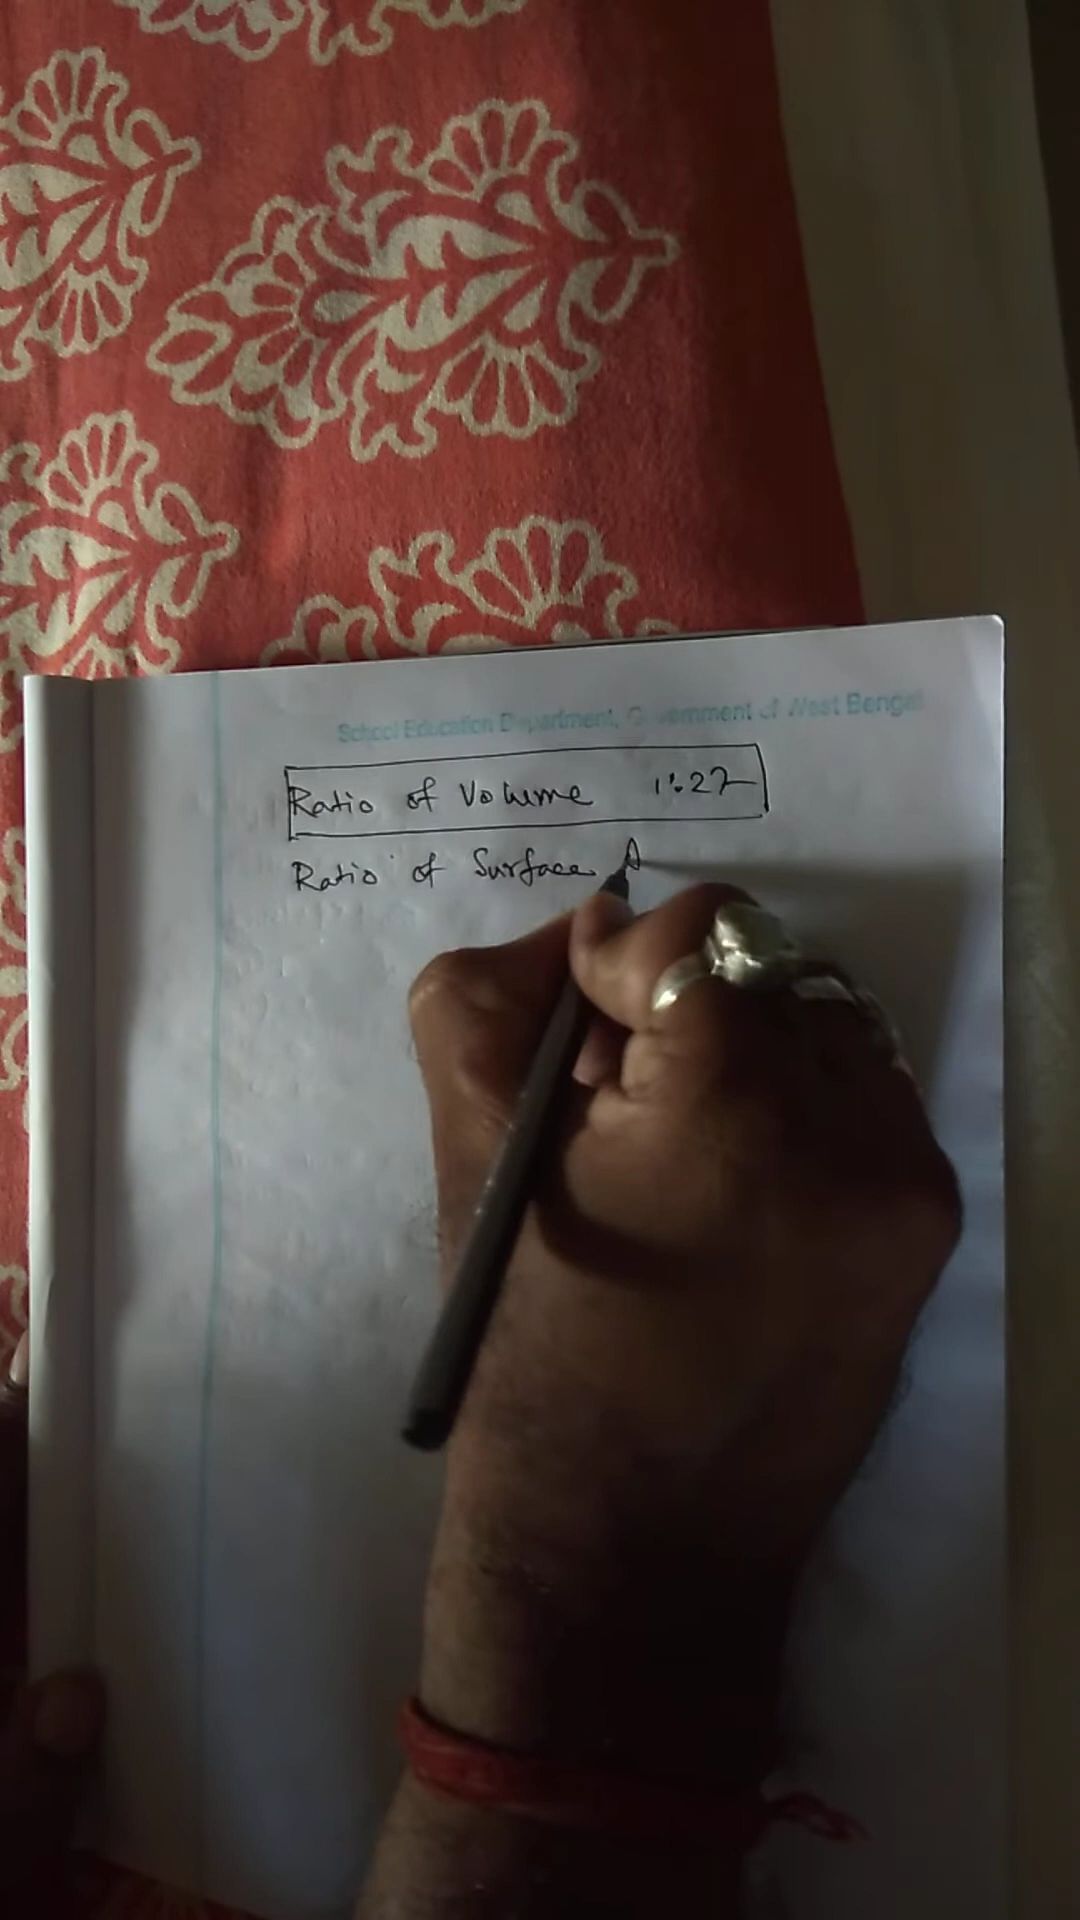 School Education Department, Government of West Bengal
Ratio of Volume 1:27
Ratio of Surface A